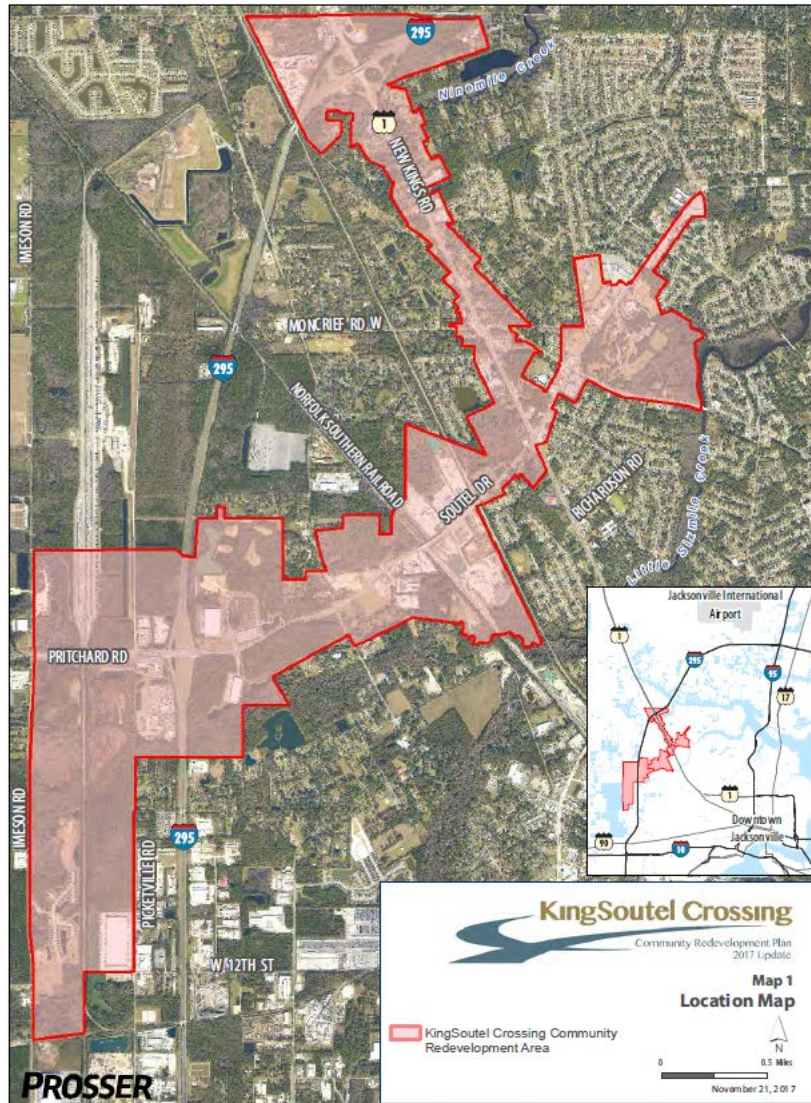 295
Ninemile Creek
1
NEW KINGS RD
IMESON RD
MONCRIEF RD W
295
NORFOLK SOUTHERN RAILROAD
SOUTEL DR
RICHARDSON RD
Little Sixmile Creek
PRITCHARD RD
IMESON RD
PICKETVILLE RD
295
W 12TH ST
Jacksonville International
Airport
1
295
95
17
1
Downtown
Jacksonville
90
10
KingSoutel Crossing
Community Redevelopment Plan
2017 Update
Map 1
Location Map
KingSoutel Crossing Community
Redevelopment Area
N
0 0.5 Miles
November 21, 2017
PROSSER